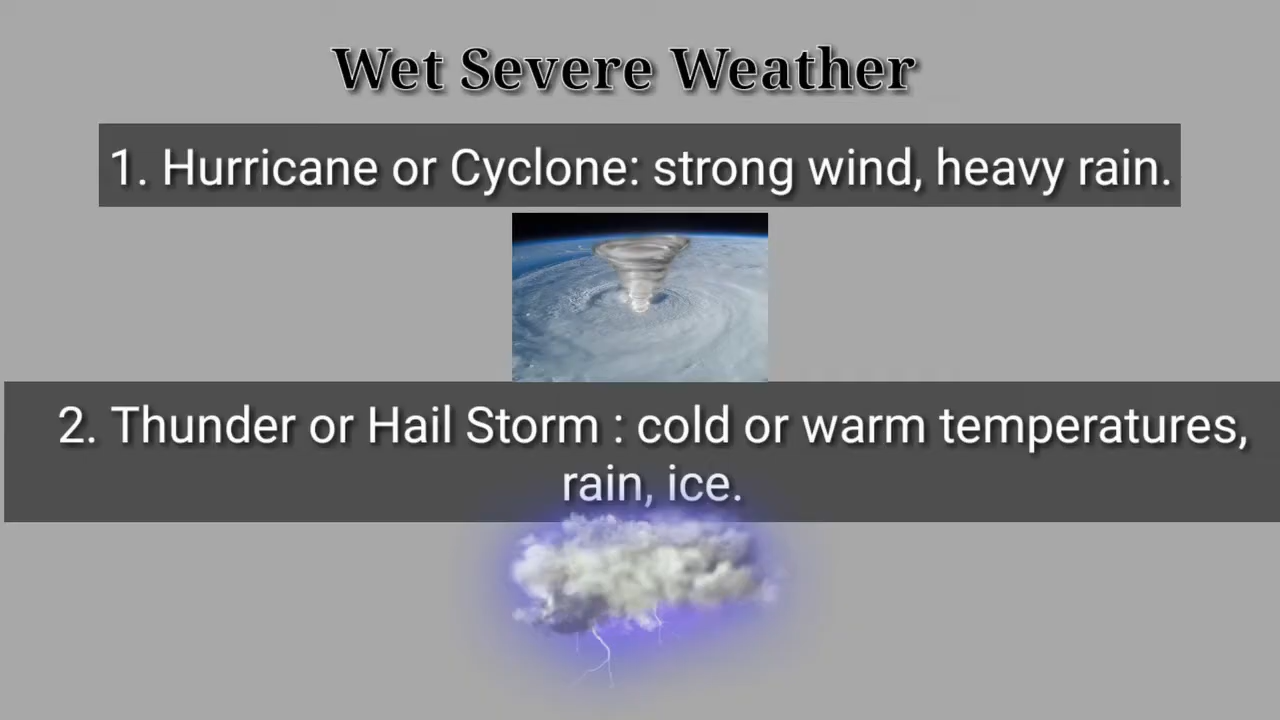 Wet Severe Weather
1. Hurricane or Cyclone: strong wind, heavy rain.
2. Thunder or Hail Storm : cold or warm temperatures,
rain, ice.